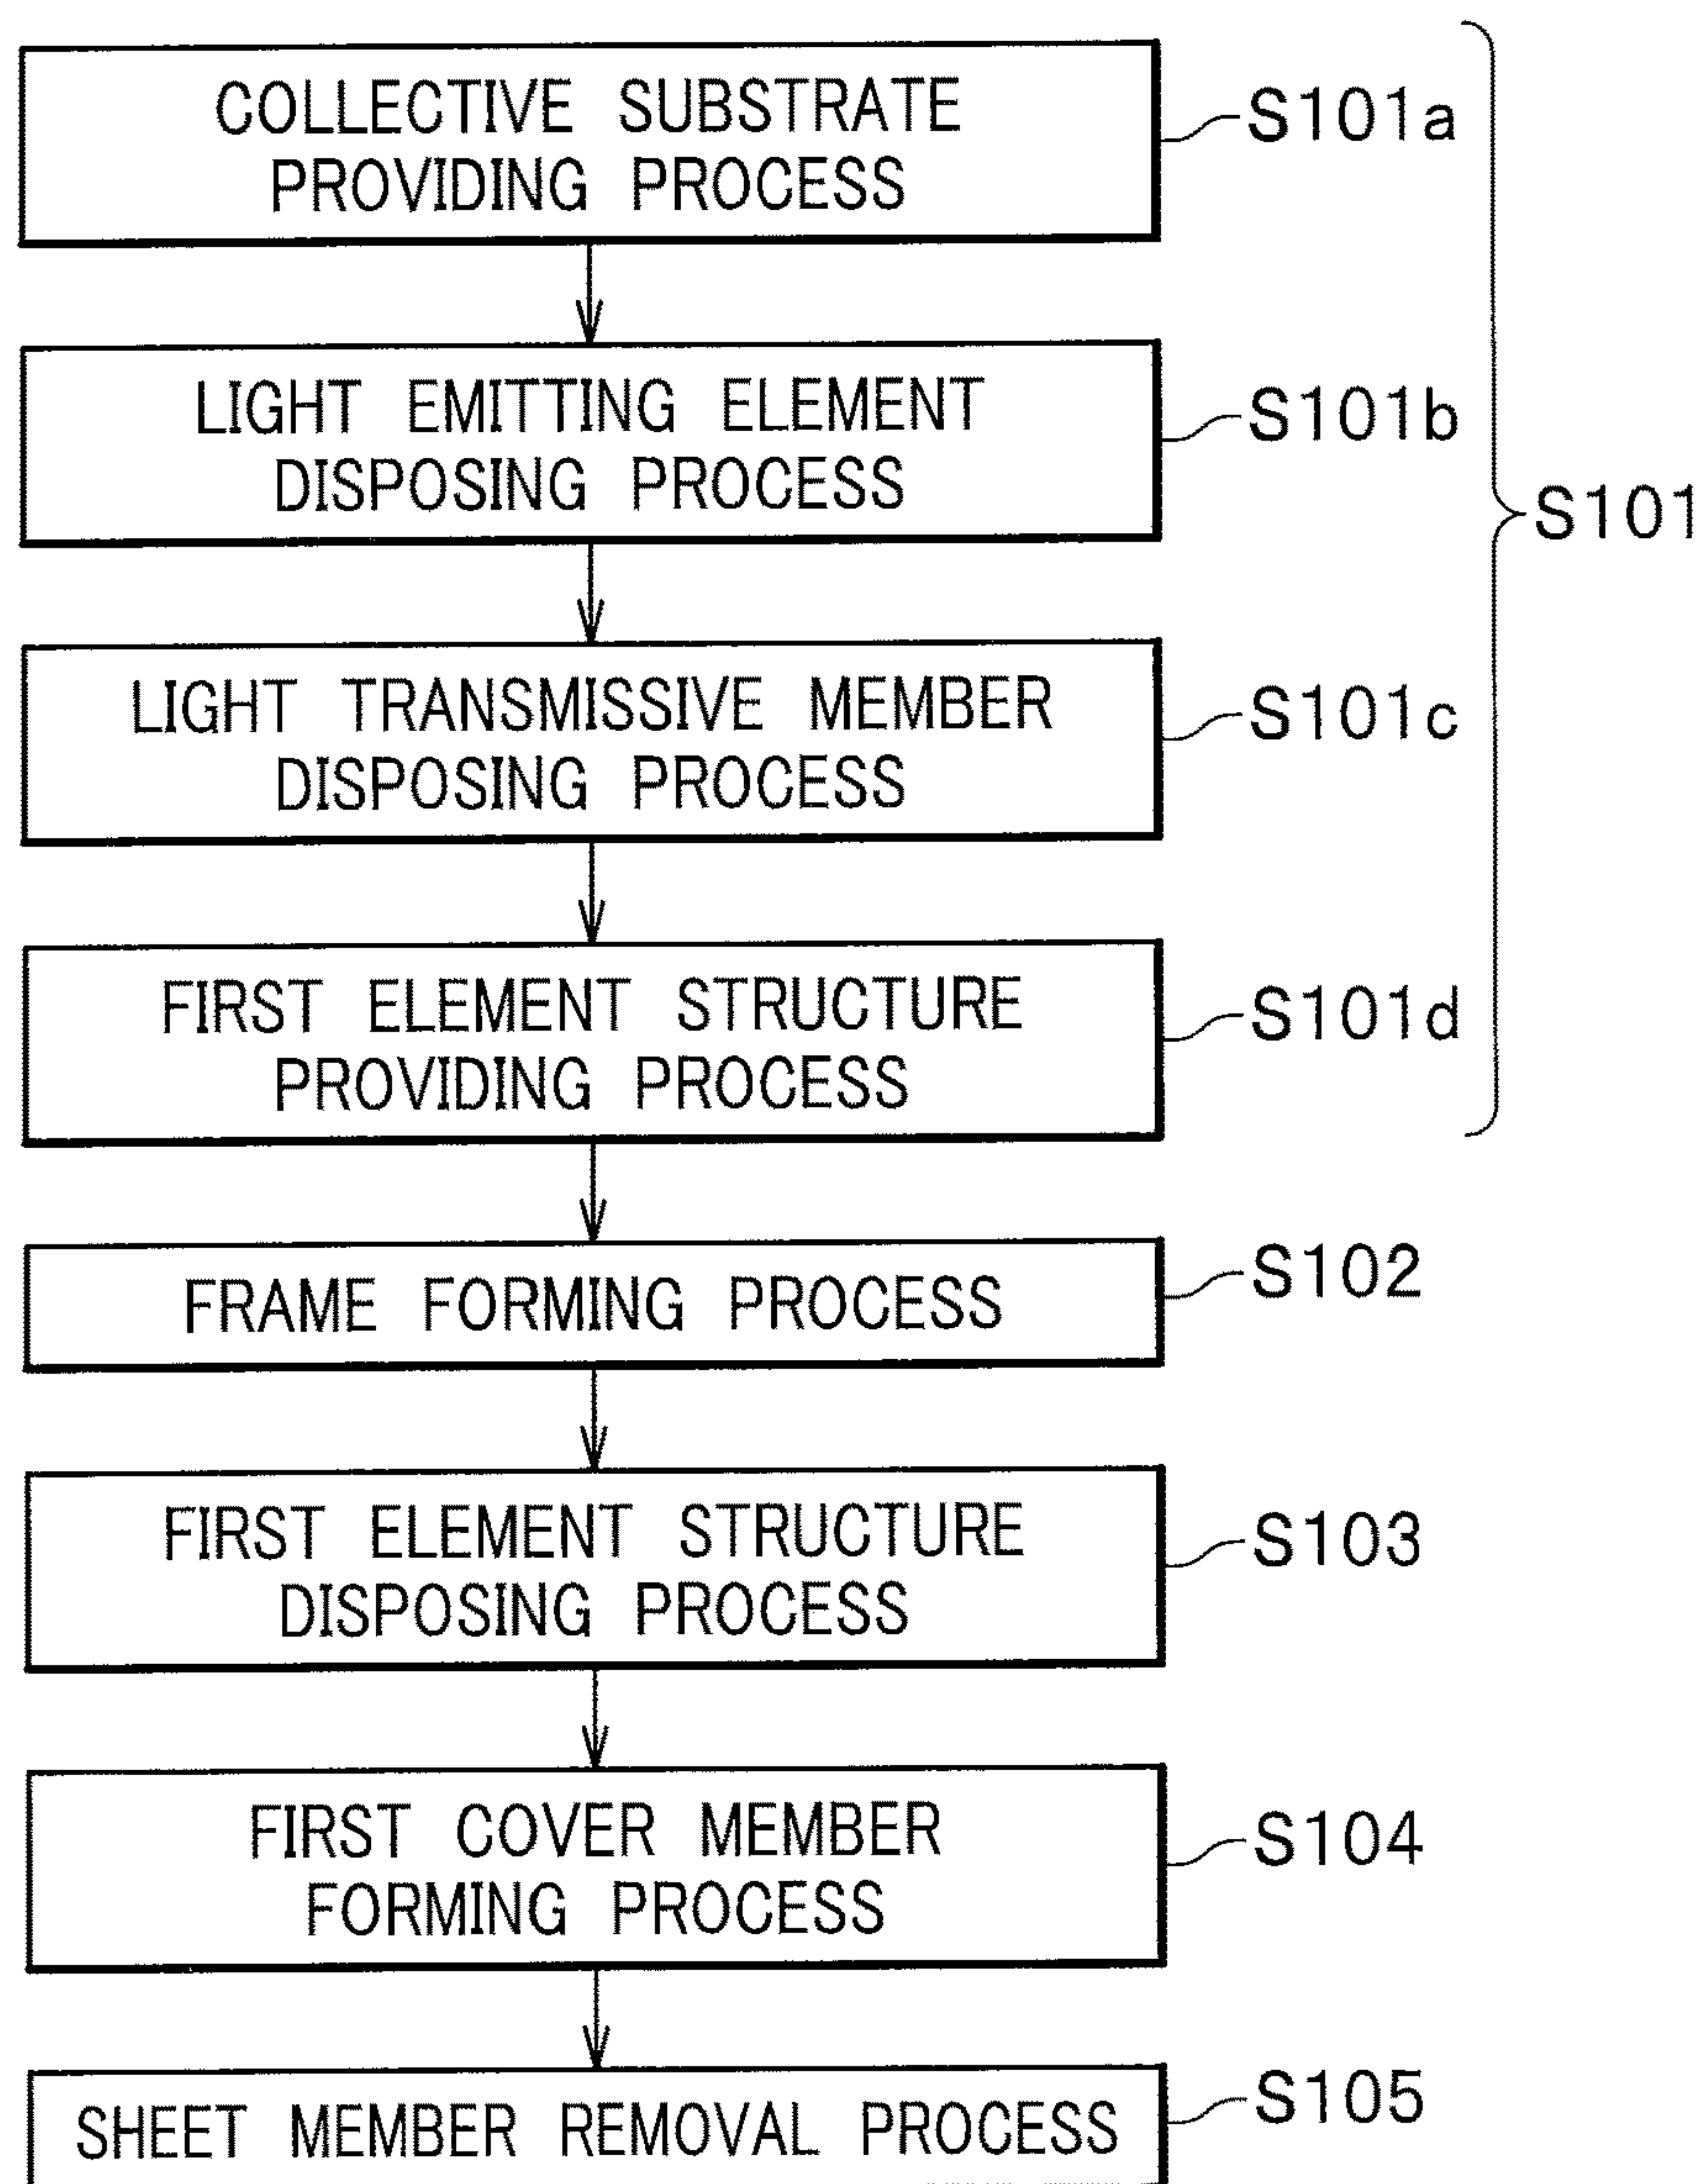 COLLECTIVE SUBSTRATE
PROVIDING PROCESS
S101a
LIGHT EMITTING ELEMENT
DISPOSING PROCESS
S101b
S101
LIGHT TRANSMISSIVE MEMBER
DISPOSING PROCESS
S101c
FIRST ELEMENT STRUCTURE
PROVIDING PROCESS
S101d
FRAME FORMING PROCESS
S102
FIRST ELEMENT STRUCTURE
DISPOSING PROCESS
S103
FIRST COVER MEMBER
FORMING PROCESS
S104
SHEET MEMBER REMOVAL PROCESS
S105